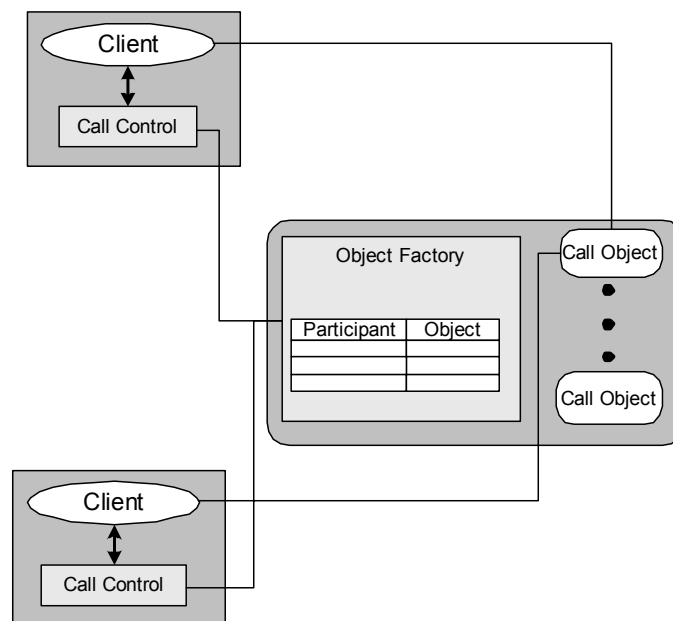 Client
Call Control
Object Factory
Call Object
Participant Object
Call Object
Client
Call Control